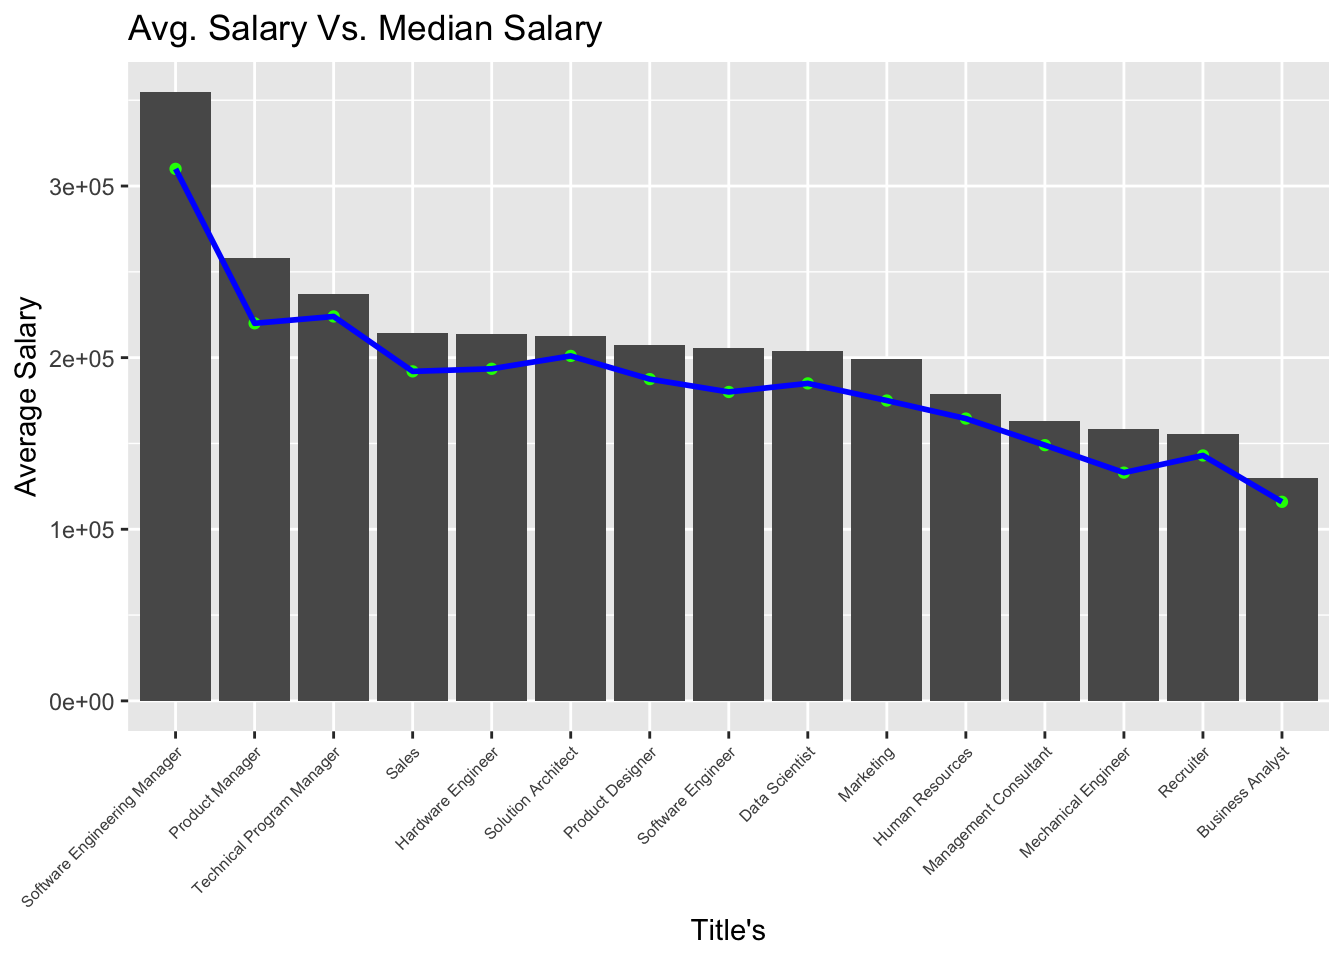 Avg. Salary Vs. Median Salary
Average Salary
3e+05
2e+05
1e+05
0e+00
Software Engineering Manager
Product Manager
Technical Program Manager
Sales
Hardware Engineer
Solution Architect
Product Designer
Software Engineer
Data Scientist
Marketing
Human Resources
Management Consultant
Mechanical Engineer
Recruiter
Business Analyst
Title's